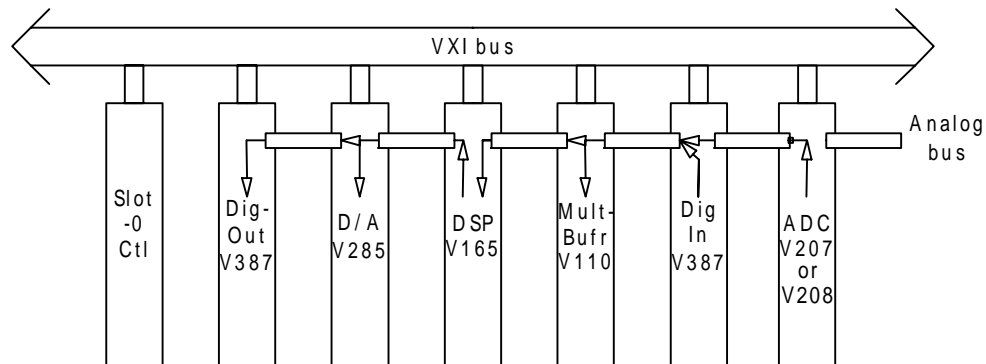 VXI bus
Analog
bus
Slot
-0
Ctl
Dig-
Out
V387
D/A
V285
DSP
V165
Mult-
Bufr
V110
Dig
In
V387
ADC
V207
or
V208